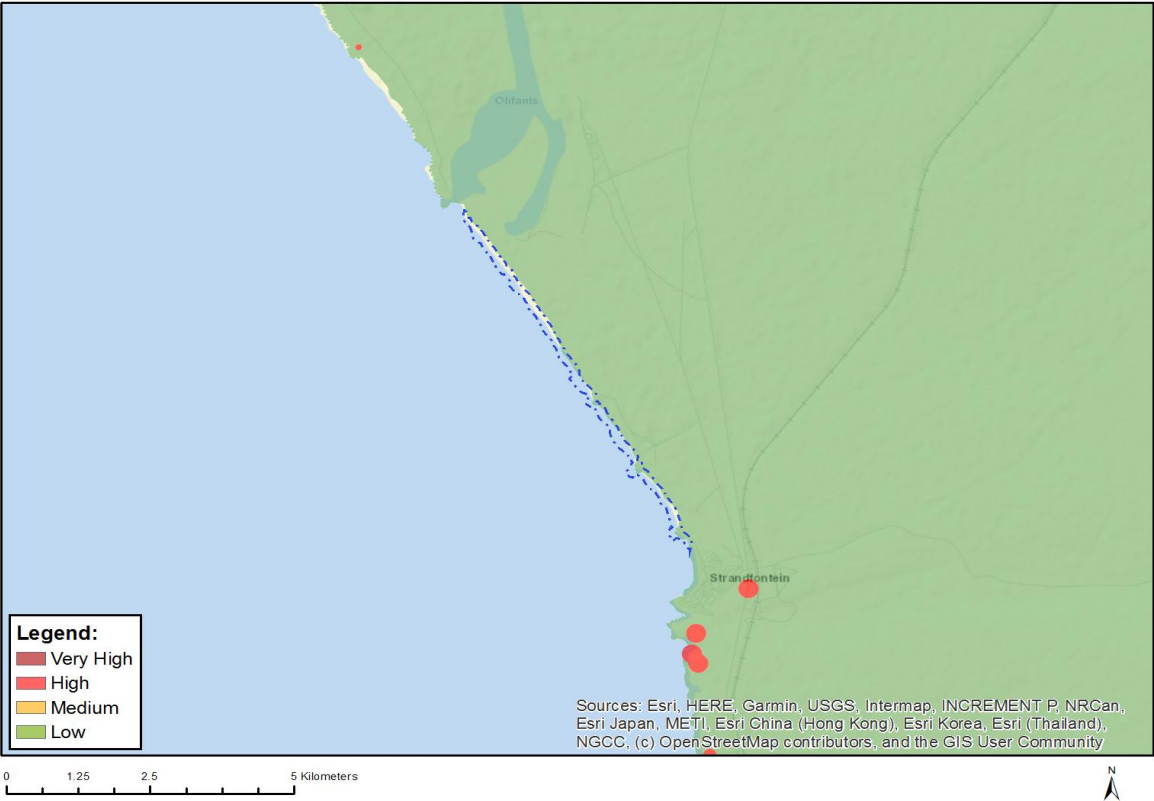 Olifants
Strandfontein
Legend:
Very High
High
Medium
Low
Sources: Esri, HERE, Garmin, USGS, Intermap, INCREMENT P, NRCan,
Esri Japan, METI, Esri China (Hong Kong), Esri Korea, Esri (Thailand),
NGCC, (c) OpenStreetMap contributors, and the GIS User Community
0 1.25 2.5 5 Kilometers
N